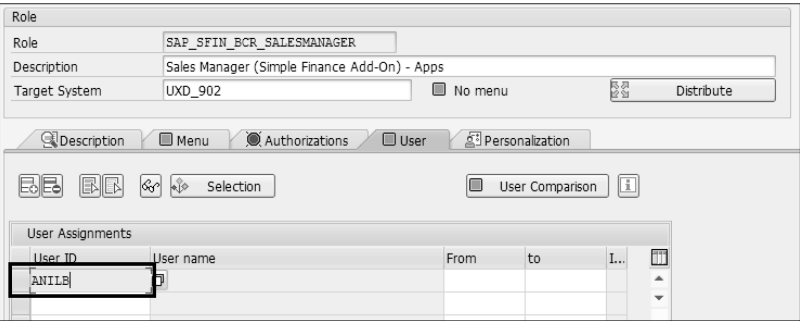 Role
Role SAP_SFIN_BCR_SALESMANAGER
Description Sales Manager (Simple Finance Add-On) - Apps
Target System UXD_902 No menu Distribute
Description Menu Authorizations User Personalization
Selection User Comparison
User Assignments
User ID User name From to I...
ANILB